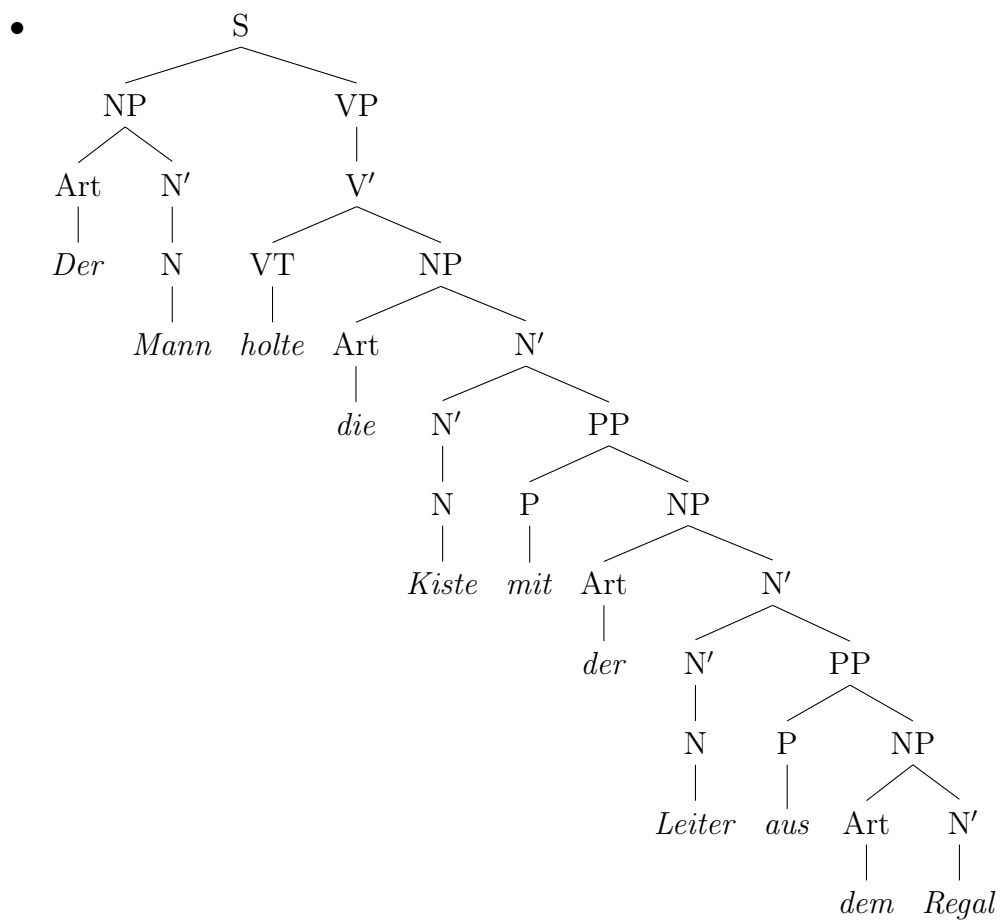 • S
NP VP
Art N′ V′
Der N VT NP
Mann holte Art N′
die N′ PP
N P NP
Kiste mit Art N′
der N′ PP
N P NP
Leiter aus Art N′
dem Regal